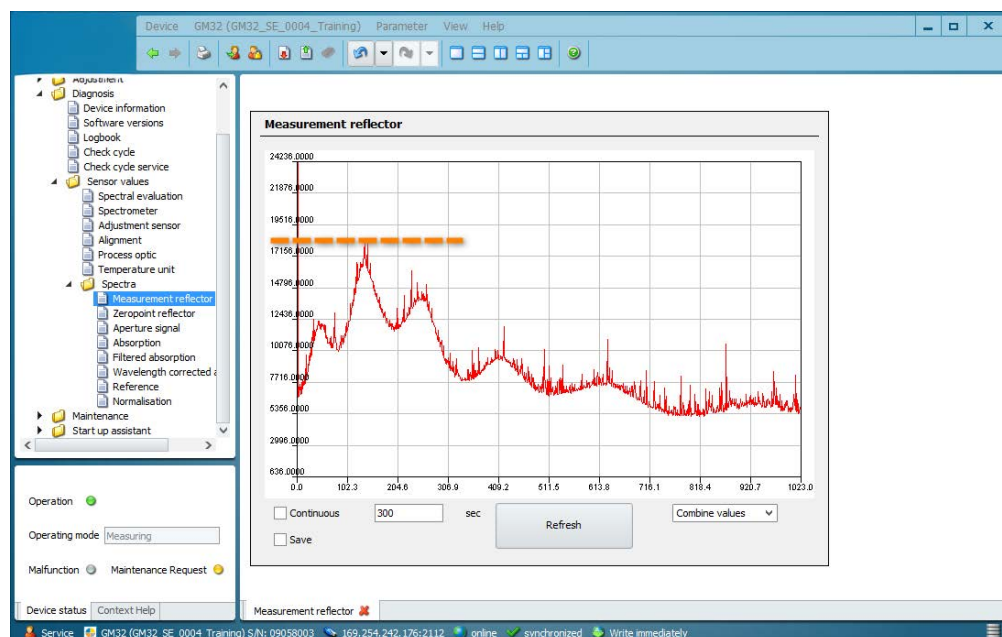 Device GM32 (GM32_SE_0004_Training) Parameter View Help
Adjustment
Diagnosis
Device information
Software versions
Logbook
Check cycle
Check cycle service
Sensor values
Spectral evaluation
Spectrometer
Adjustment sensor
Alignment
Process optic
Temperature unit
Spectra
Measurement reflector
Zeropoint reflector
Aperture signal
Absorption
Filtered absorption
Wavelength corrected a
Reference
Normalisation
Maintenance
Start up assistant
Operation
Operating mode Measuring
Malfunction Maintenance Request
Device status Context Help
Measurement reflector
24236.0000
21876.0000
19516.0000
17156.0000
14796.0000
12436.0000
10076.0000
7716.0000
5356.0000
2996.0000
636.0000
0.0 102.3 204.6 306.9 409.2 511.5 613.8 716.1 818.4 920.7 1023.0
Continuous 300 sec Refresh Combine values
Save
Measurement reflector
Service GM32 (GM32_SE_0004_Training) S/N: 09058003 169.254.242.176:2112 online synchronized Write immediately